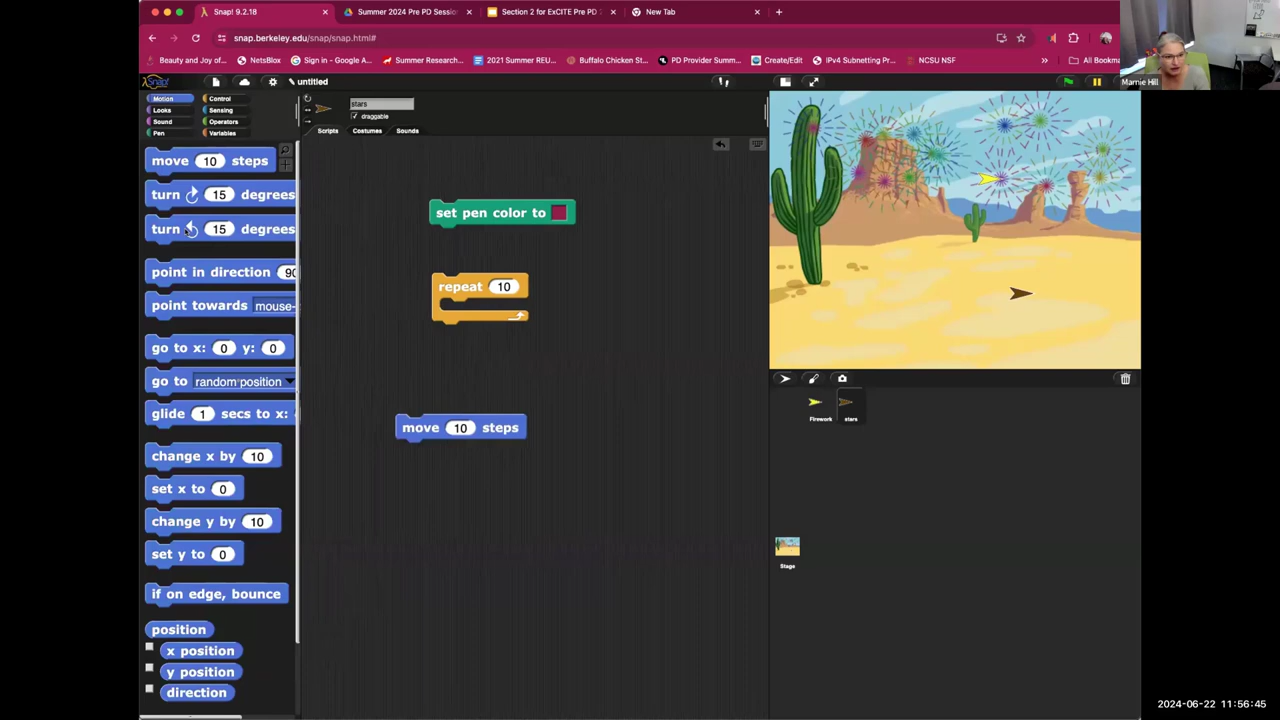 Snap! 9.2.18
Summer 2024 Pre PD Sessio
Section 2 for ExCITE Pre PD
New Tab
snap.berkeley.edu/snap/snap.html#
Beauty and Joy of...
NetsBlox
Sign in - Google A...
Summer Research...
2021 Summer REU...
Buffalo Chicken St...
PD Provider Summ...
Create/Edit
IPv4 Subnetting Pr...
NCSU NSF
»
All Bookma
Marnie Hill
Snap!
untitled
Motion
Control
Looks
Sensing
Sound
Operators
Pen
Variables
stars
draggable
Scripts
Costumes
Sounds
move 10 steps
turn 15 degrees
turn 15 degrees
point in direction 90
point towards mouse-
go to x: 0 y: 0
go to random position
glide 1 secs to x:
change x by 10
set x to 0
change y by 10
set y to 0
if on edge, bounce
position
x position
y position
direction
set pen color to
repeat 10
move 10 steps
Firework
stars
Stage
2024-06-22 11:56:45